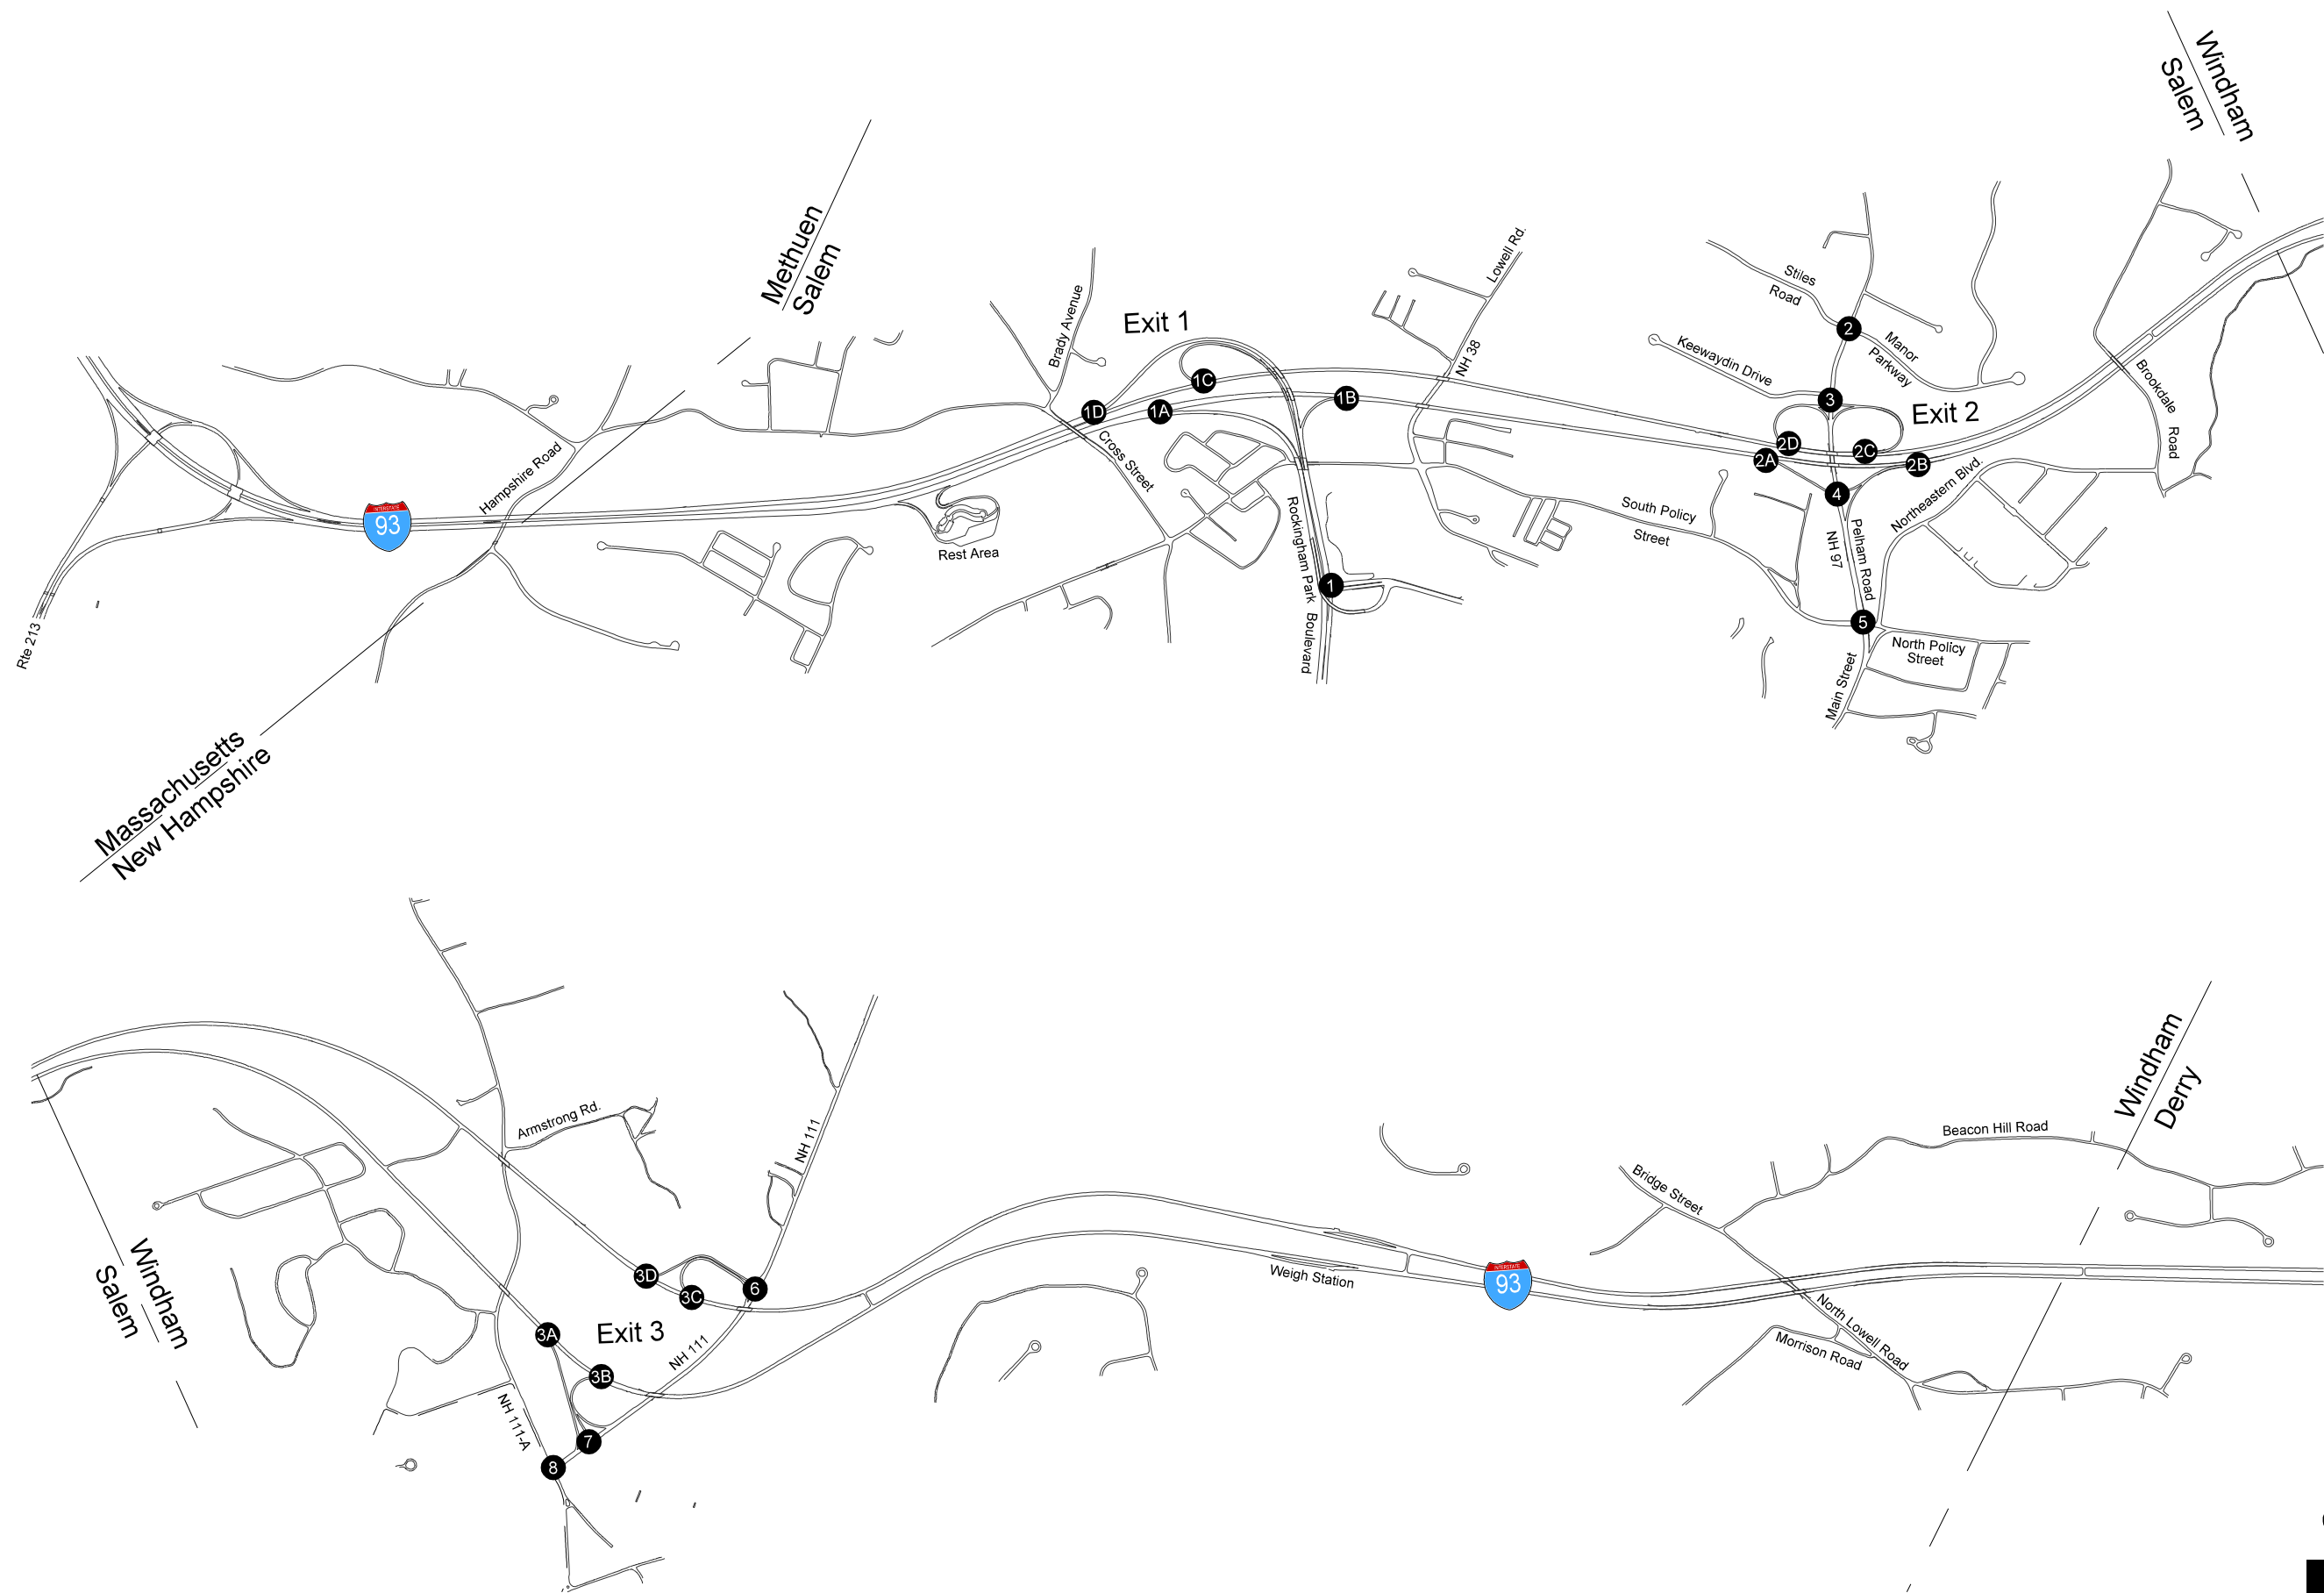 Windham
Salem
Methuen
Salem
Lowell Rd.
Stiles
Road
Brady Avenue
Exit 1
2
Manor
Parkway
Keewaydin Drive
NH 38
Brookdale
Road
1C
1D
1A
1B
3
Exit 2
Cross Street
2D
2C
2A
2B
Hampshire Road
4
Northeastern Blvd.
INTERSTATE
93
South Policy
Street
Rest Area
Rockingham Park
Boulevard
NH 97
Pelham Road
1
5
Rte 213
North Policy
Street
Main Street
Massachusetts
New Hampshire
Windham
Derry
Armstrong Rd.
NH 111
Beacon Hill Road
Bridge Street
Windham
Salem
3D
3C
6
Weigh Station
INTERSTATE
93
3A
Exit 3
3B
NH 111
North Lowell Road
Morrison Road
NH 111-A
7
8